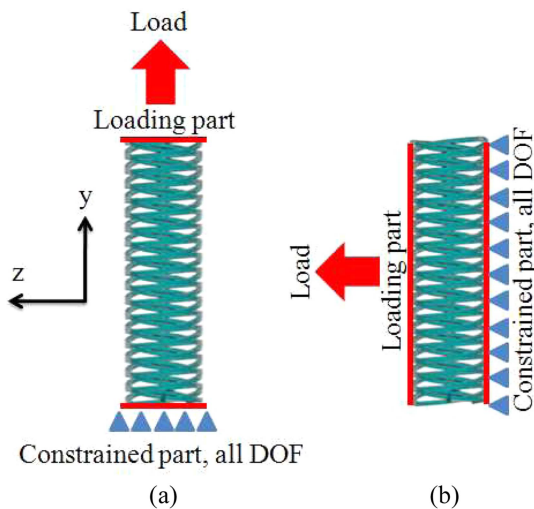 Load
Loading part
y
z
Constrained part, all DOF
(a)
Load
Loading part
Constrained part, all DOF
(b)